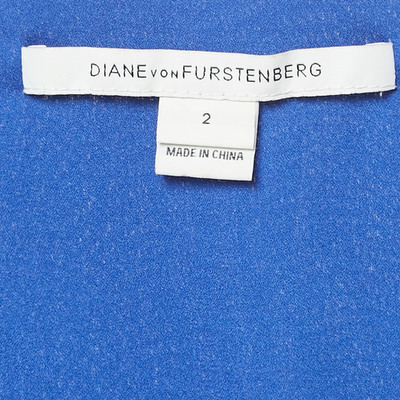 DIANE VON FURSTENBERG
2
MADE IN CHINA